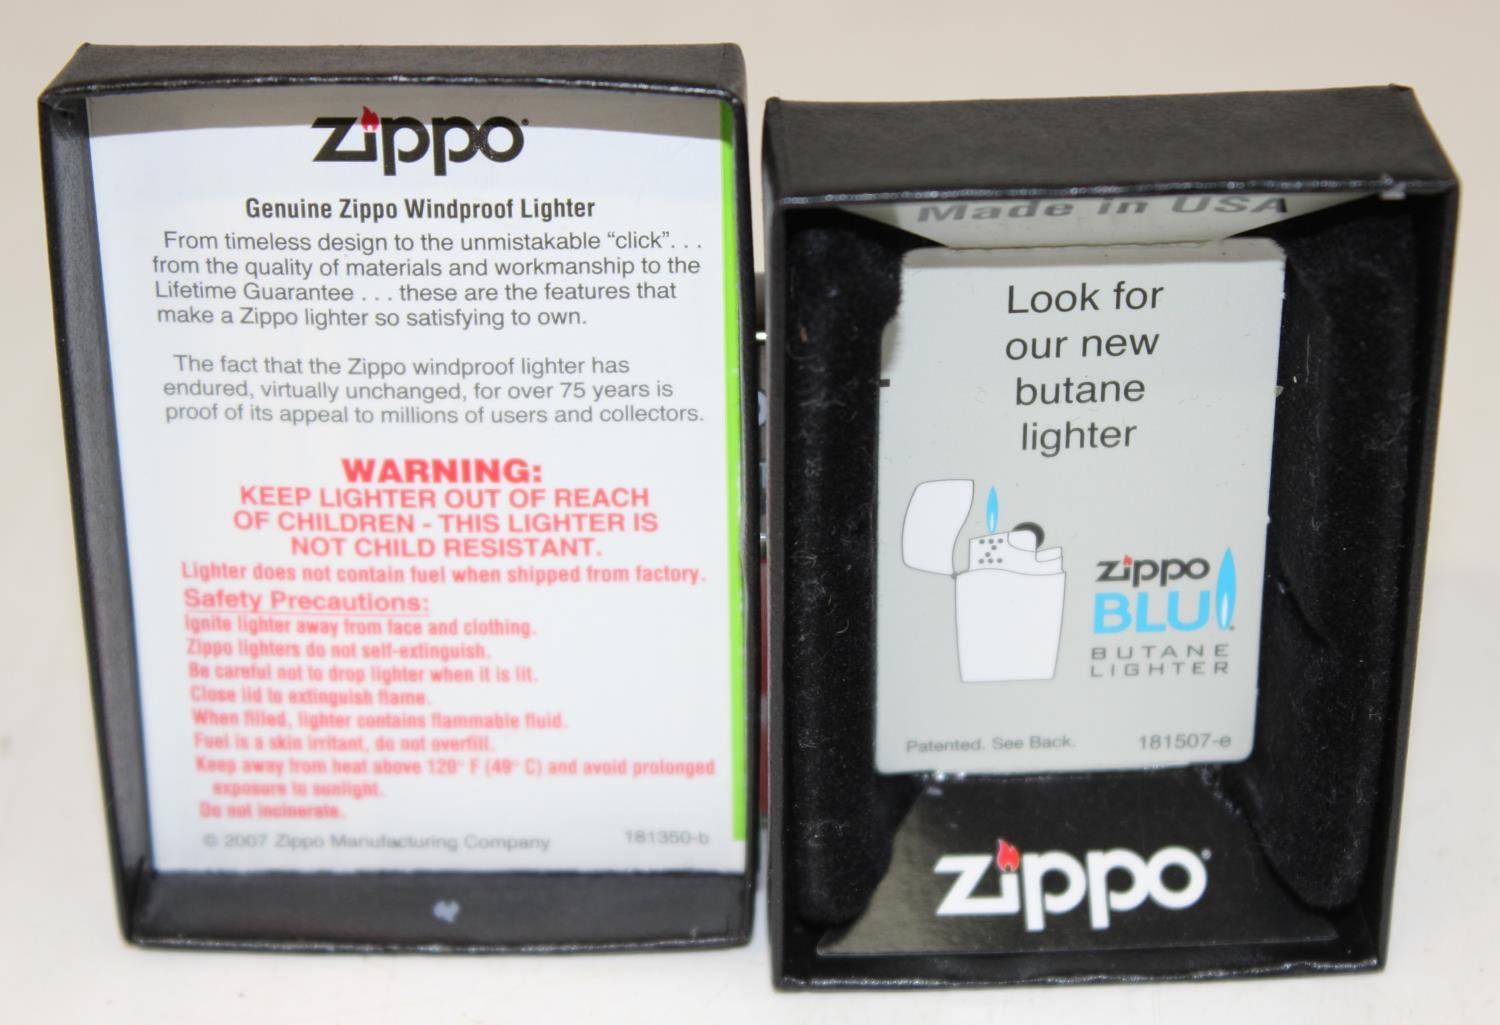 Zippo
Genuine Zippo Windproof Lighter
From timeless design to the unmistakable “click”. . .
from the quality of materials and workmanship to the
Lifetime Guarantee . . . these are the features that
make a Zippo lighter so satisfying to own.
The fact that the Zippo windproof lighter has
endured, virtually unchanged, for over 75 years is
proof of its appeal to millions of users and collectors.
WARNING:
KEEP LIGHTER OUT OF REACH
OF CHILDREN - THIS LIGHTER IS
NOT CHILD RESISTANT.
Lighter does not contain fuel when shipped from factory.
Safety Precautions:
Ignite lighter away from face and clothing.
Zippo lighters do not self-extinguish.
Be careful not to drop lighter when it is lit.
Close lid to extinguish flame.
When filled, lighter contains flammable fluid.
Fuel is a skin irritant, do not overfill.
Keep away from heat above 120° F (49° C) and avoid prolonged
exposure to sunlight.
Do not incinerate.
© 2007 Zippo Manufacturing Company 181350-b
Made in USA
Look for
our new
butane
lighter
Zippo
BLU
BUTANE
LIGHTER
Patented. See Back. 181507-e
Zippo